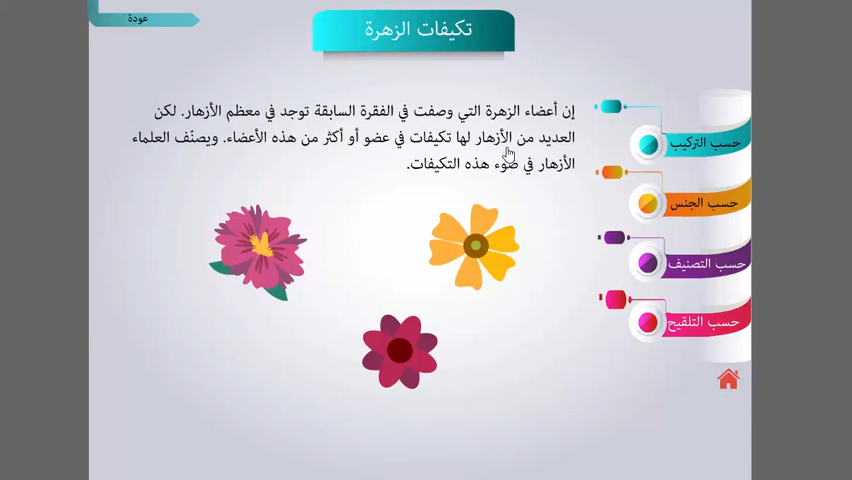 عودة
تكيفات الزهرة
إن أعضاء الزهرة التي وصفت في الفقرة السابقة توجد في معظم الأزهار. لكن
العديد من الأزهار لها تكيفات في عضو أو أكثر من هذه الأعضاء. ويصنّف العلماء
الأزهار في ضوء هذه التكيفات.
حسب التركيب
حسب الجنس
حسب التصنيف
حسب التلقيح